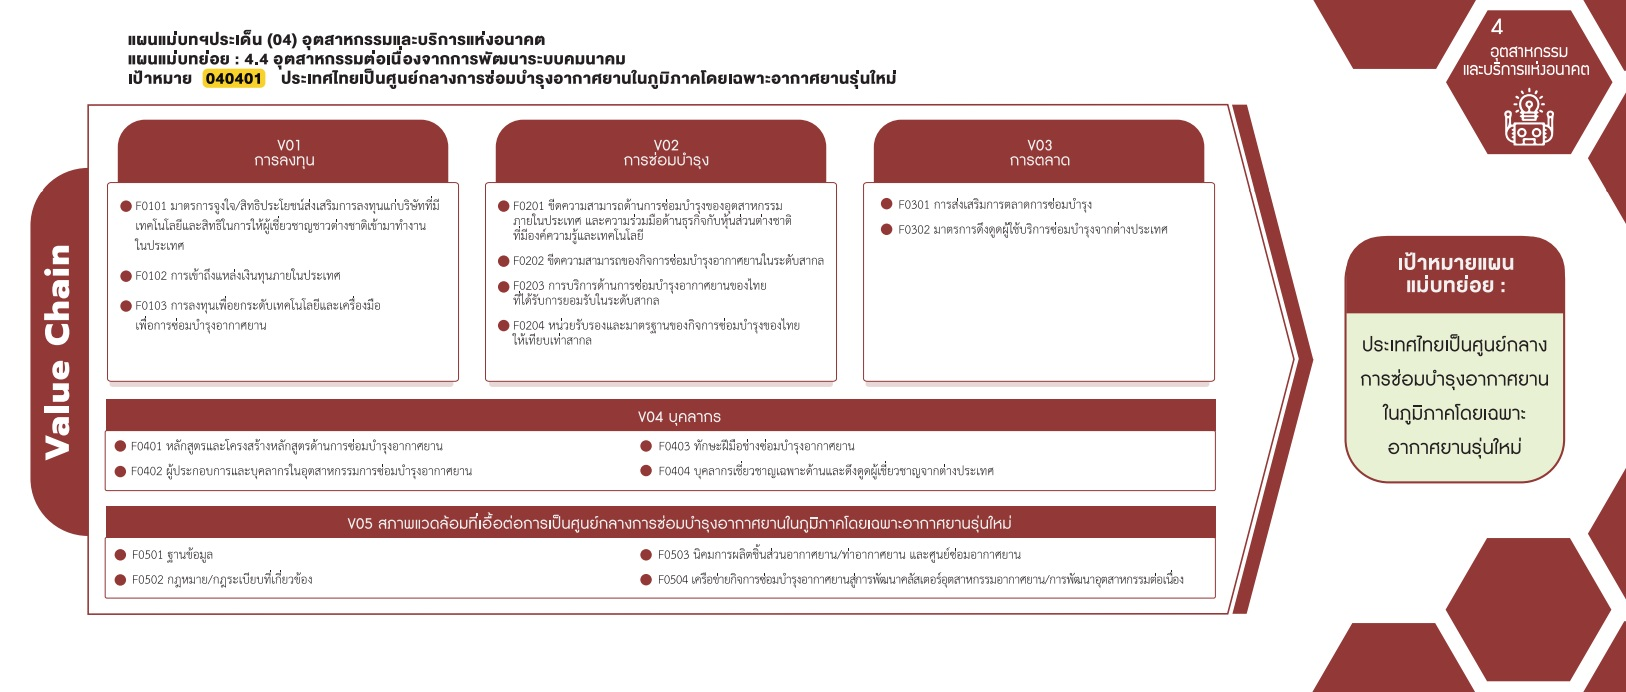 แผนแม่บทฯประเด็น (04) อุตสาหกรรมและบริการแห่งอนาคต
แผนแม่บทย่อย : 4.4 อุตสาหกรรมต่อเนื่องจากการพัฒนาระบบคมนาคม
เป้าหมาย 040401 ประเทศไทยเป็นศูนย์กลางการซ่อมบำรุงอากาศยานในภูมิภาคโดยเฉพาะอากาศยานรุ่นใหม่
4
อุตสาหกรรม
และบริการแห่งอนาคต
Value Chain
V01
การลงทุน
F0101 มาตรการจูงใจ/สิทธิประโยชน์ส่งเสริมการลงทุนแก่บริษัทที่มี
เทคโนโลยีและสิทธิในการให้ผู้เชี่ยวชาญชาวต่างชาติเข้ามาทำงาน
ในประเทศ
F0102 การเข้าถึงแหล่งเงินทุนภายในประเทศ
F0103 การลงทุนเพื่อยกระดับเทคโนโลยีและเครื่องมือ
เพื่อการซ่อมบำรุงอากาศยาน
V02
การซ่อมบำรุง
F0201 ขีดความสามารถด้านการซ่อมบำรุงของอุตสาหกรรม
ภายในประเทศ และความร่วมมือด้านธุรกิจกับหุ้นส่วนต่างชาติ
ที่มีองค์ความรู้และเทคโนโลยี
F0202 ขีดความสามารถของกิจการซ่อมบำรุงอากาศยานในระดับสากล
F0203 การบริการด้านการซ่อมบำรุงอากาศยานของไทย
ที่ได้รับการยอมรับในระดับสากล
F0204 หน่วยรับรองและมาตรฐานของกิจการซ่อมบำรุงของไทย
ให้เทียบเท่าสากล
V03
การตลาด
F0301 การส่งเสริมการตลาดการซ่อมบำรุง
F0302 มาตรการดึงดูดผู้ใช้บริการซ่อมบำรุงจากต่างประเทศ
V04 บุคลากร
F0401 หลักสูตรและโครงสร้างหลักสูตรด้านการซ่อมบำรุงอากาศยาน
F0402 ผู้ประกอบการและบุคลากรในอุตสาหกรรมการซ่อมบำรุงอากาศยาน
F0403 ทักษะฝีมือช่างซ่อมบำรุงอากาศยาน
F0404 บุคลากรเชี่ยวชาญเฉพาะด้านและดึงดูดผู้เชี่ยวชาญจากต่างประเทศ
V05 สภาพแวดล้อมที่เอื้อต่อการเป็นศูนย์กลางการซ่อมบำรุงอากาศยานในภูมิภาคโดยเฉพาะอากาศยานรุ่นใหม่
F0501 ฐานข้อมูล
F0502 กฎหมาย/กฎระเบียบที่เกี่ยวข้อง
F0503 นิคมการผลิตชิ้นส่วนอากาศยาน/ท่าอากาศยาน และศูนย์ซ่อมอากาศยาน
F0504 เครือข่ายกิจการซ่อมบำรุงอากาศยานสู่การพัฒนาคลัสเตอร์อุตสาหกรรมอากาศยาน/การพัฒนาอุตสาหกรรมต่อเนื่อง
เป้าหมายแผน
แม่บทย่อย :
ประเทศไทยเป็นศูนย์กลาง
การซ่อมบำรุงอากาศยาน
ในภูมิภาคโดยเฉพาะ
อากาศยานรุ่นใหม่